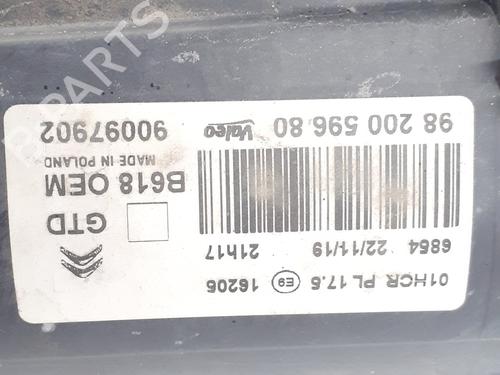 01HCR PL 17.5 E9 16206
6854 22/11/19 21h17
98 200 596 80 Valeo 90097902
GTD
B618 OEM
MADE IN POLAND
B PARTS